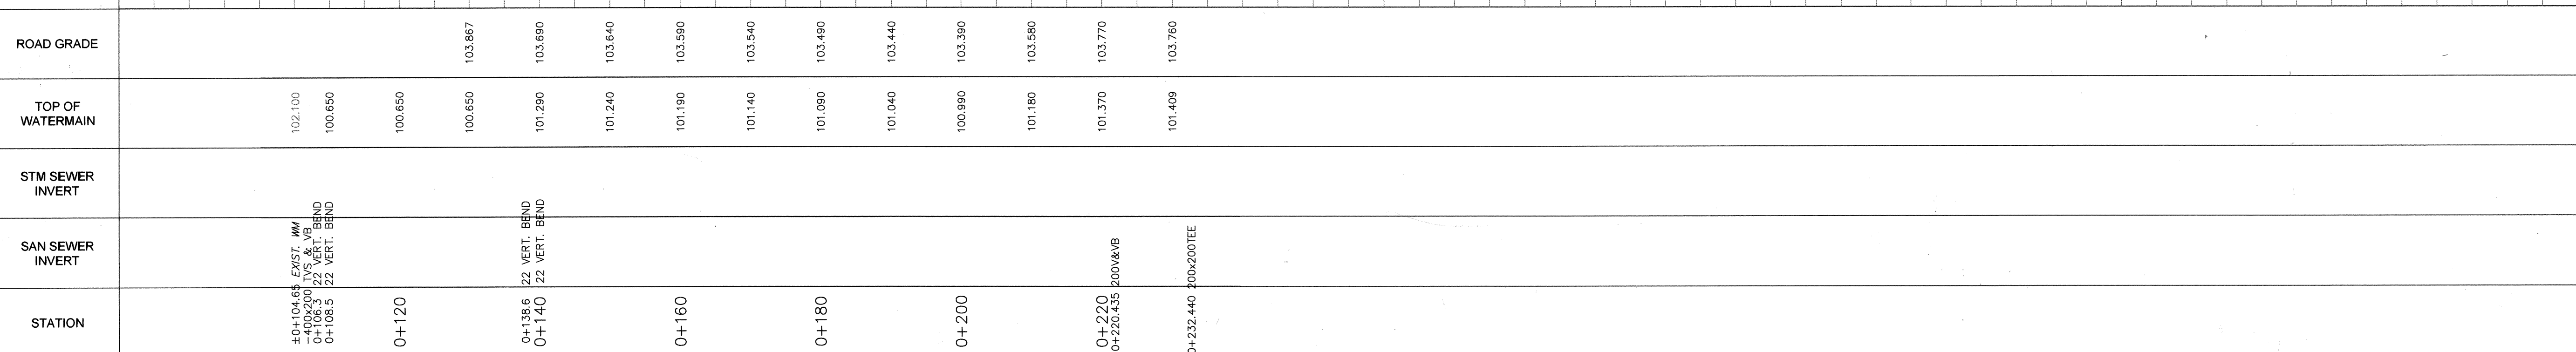 ROAD GRADE
103.867
103.690
103.640
103.590
103.540
103.490
103.440
103.390
103.580
103.770
103.760
TOP OF
WATERMAIN
102.100
100.650
100.650
100.650
101.290
101.240
101.190
101.140
101.090
101.040
100.990
101.180
101.370
101.409
STM SEWER
INVERT
SAN SEWER
INVERT
STATION
±0+104.65 EXIST. WM
-400x200 TVS & VB
0+106.3 22 VERT. BEND
0+108.5 22 VERT. BEND
0+120
0+138.6 22 VERT. BEND
0+140 22 VERT. BEND
0+160
0+180
0+200
0+220
0+220.435 200V&VB
0+232.440 200x200TEE